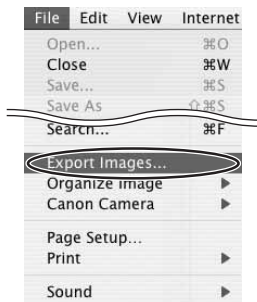 File Edit View Internet
Open... ⌘O
Close ⌘W
Save... ⌘S
Save As ⇧⌘S
Search... ⌘F
Export Images...
Organize Image ▶
Canon Camera ▶
Page Setup...
Print ▶
Sound ▶